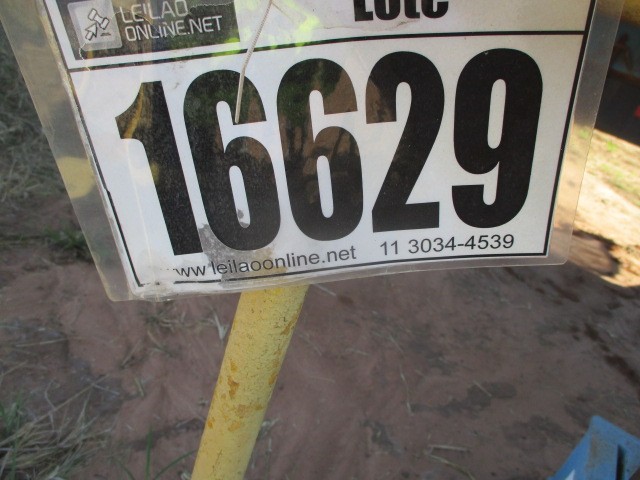 LEILAO
ONLINE.NET
Lote
16629
www.leilaoonline.net 11 3034-4539